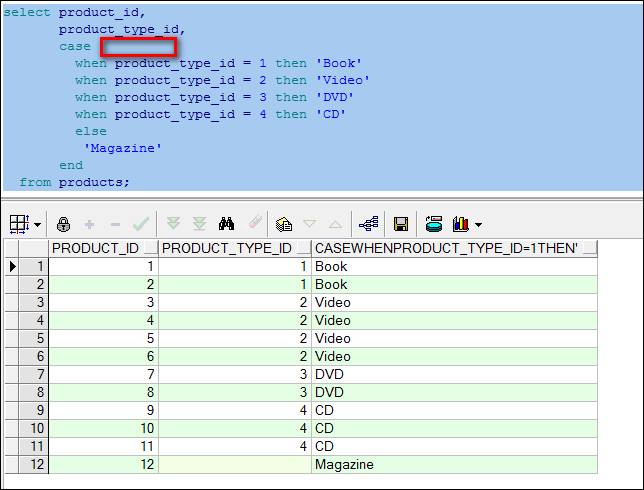 select product_id,
product_type_id,
case
when product_type_id = 1 then 'Book'
when product_type_id = 2 then 'Video'
when product_type_id = 3 then 'DVD'
when product_type_id = 4 then 'CD'
else
'Magazine'
end
from products;
PRODUCT_ID PRODUCT_TYPE_ID CASEWHENPRODUCT_TYPE_ID=1THEN'
1 1 1 Book
2 2 1 Book
3 3 2 Video
4 4 2 Video
5 5 2 Video
6 6 2 Video
7 7 3 DVD
8 8 3 DVD
9 9 4 CD
10 10 4 CD
11 11 4 CD
12 12 Magazine